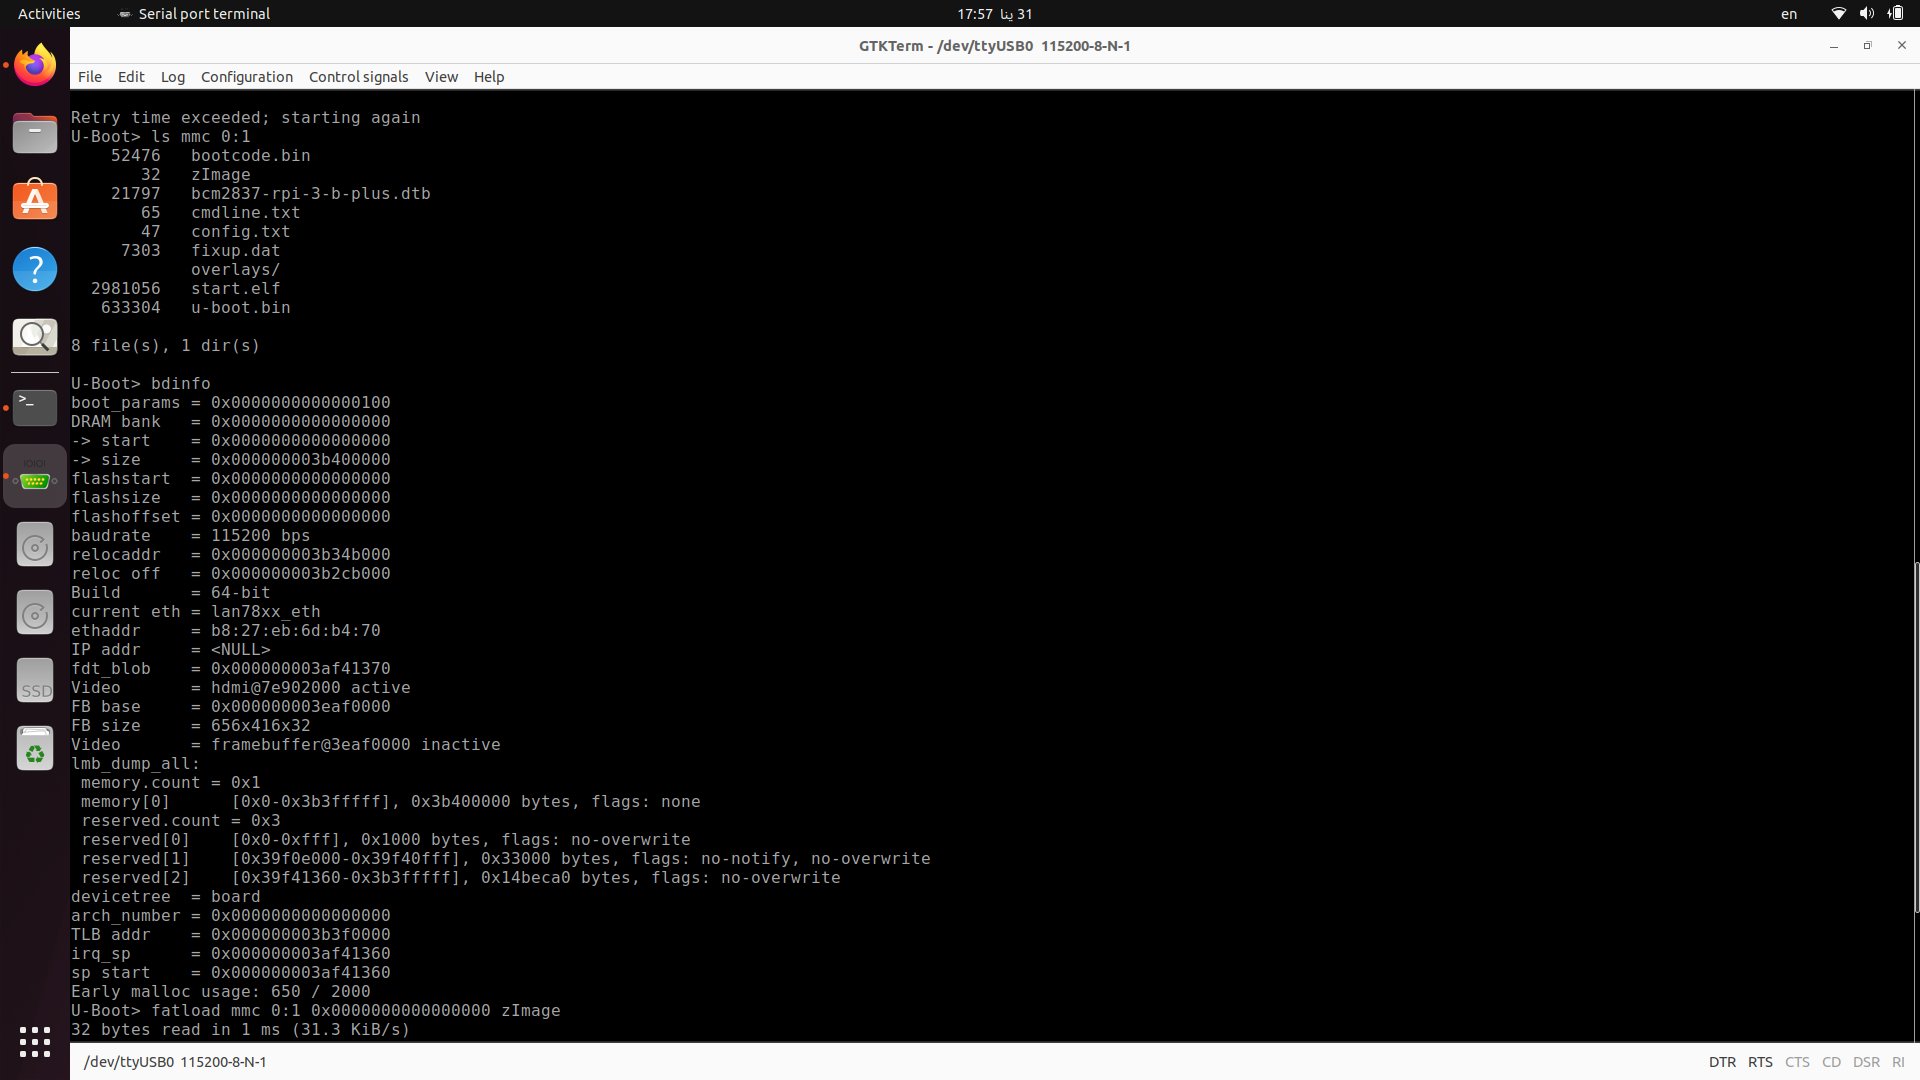 Activities
Serial port terminal
17:57 31 ينا
en
GTKTerm - /dev/ttyUSB0 115200-8-N-1
File Edit Log Configuration Control signals View Help
Retry time exceeded; starting again
U-Boot> ls mmc 0:1
52476 bootcode.bin
32 zImage
21797 bcm2837-rpi-3-b-plus.dtb
65 cmdline.txt
47 config.txt
7303 fixup.dat
overlays/
2981056 start.elf
633304 u-boot.bin
8 file(s), 1 dir(s)
U-Boot> bdinfo
boot_params = 0x0000000000000100
DRAM bank = 0x0000000000000000
-> start = 0x0000000000000000
-> size = 0x000000003b400000
flashstart = 0x0000000000000000
flashsize = 0x0000000000000000
flashoffset = 0x0000000000000000
baudrate = 115200 bps
relocaddr = 0x000000003b34b000
reloc off = 0x000000003b2cb000
Build = 64-bit
current eth = lan78xx_eth
ethaddr = b8:27:eb:6d:b4:70
IP addr = <NULL>
fdt_blob = 0x000000003af41370
Video = hdmi@7e902000 active
FB base = 0x000000003eaf0000
FB size = 656x416x32
Video = framebuffer@3eaf0000 inactive
lmb_dump_all:
memory.count = 0x1
memory[0] [0x0-0x3b3fffff], 0x3b400000 bytes, flags: none
reserved.count = 0x3
reserved[0] [0x0-0xfff], 0x1000 bytes, flags: no-overwrite
reserved[1] [0x39f0e000-0x39f40fff], 0x33000 bytes, flags: no-notify, no-overwrite
reserved[2] [0x39f41360-0x3b3fffff], 0x14beca0 bytes, flags: no-overwrite
devicetree = board
arch_number = 0x0000000000000000
TLB addr = 0x000000003b3f0000
irq_sp = 0x000000003af41360
sp start = 0x000000003af41360
Early malloc usage: 650 / 2000
U-Boot> fatload mmc 0:1 0x0000000000000000 zImage
32 bytes read in 1 ms (31.3 KiB/s)
SSD
/dev/ttyUSB0 115200-8-N-1
DTR RTS CTS CD DSR RI